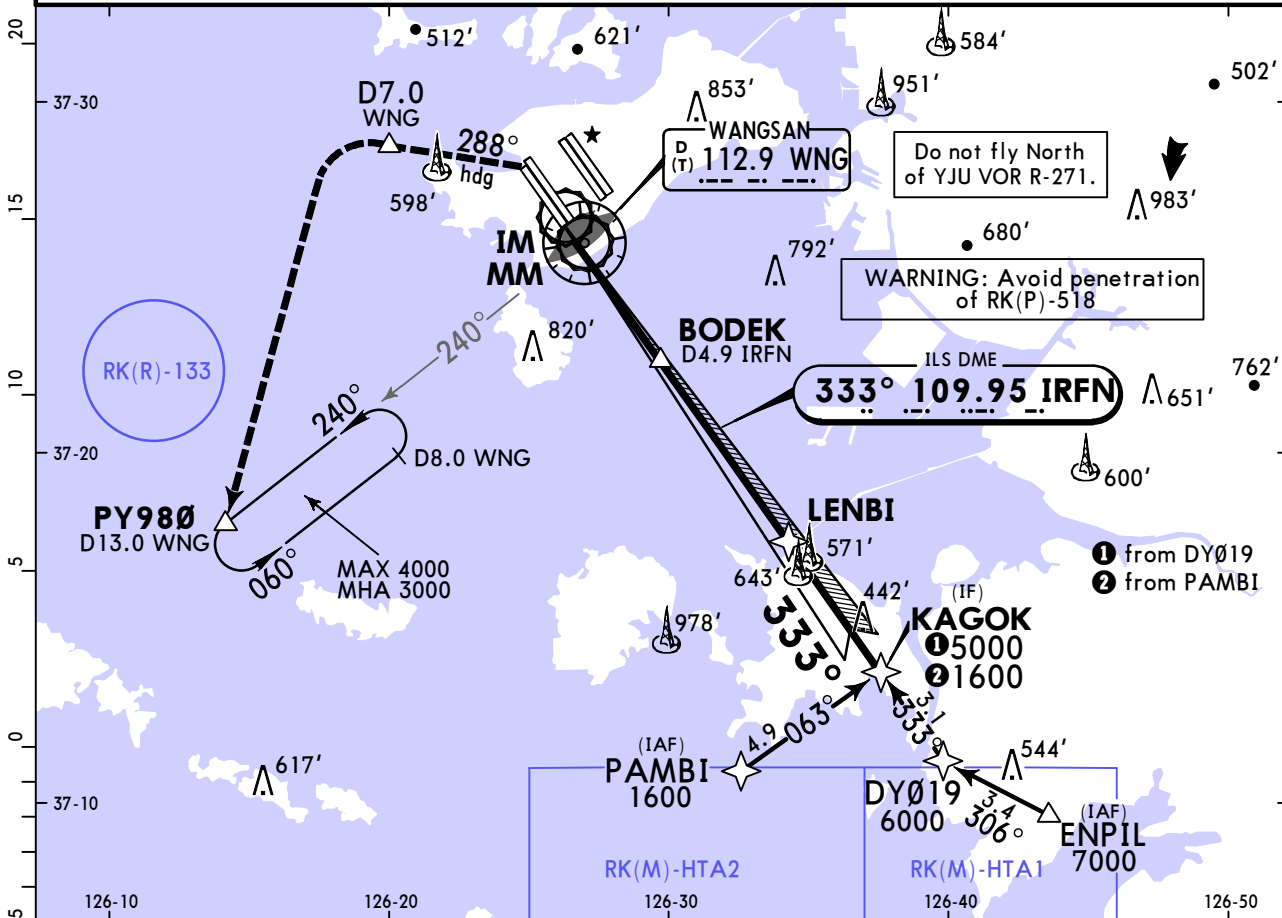 20
512'
621'
584'
502'
951'
853'
37-30
D7.0
WNG
288°
hdg
598'
WANGSAN
D
(T) 112.9 WNG
Do not fly North
of YJU VOR R-271.
983'
15
IM
MM
680'
792'
WARNING: Avoid penetration
of RK(P)-518
240°
820'
BODEK
D4.9 IRFN
ILS DME
333° 109.95 IRFN
RK(R)-133
762'
651'
10
240°
37-20
D8.0 WNG
600'
PY98Ø
D13.0 WNG
060°
MAX 4000
MHA 3000
LENBI
571'
643'
❶ from DYØ19
❷ from PAMBI
5
442'
(IF)
KAGOK
❶5000
❷1600
978'
333°
3.1
333°
4.9
063°
(IAF)
PAMBI
1600
544'
0
617'
DYØ19
6000
3.4
306°
(IAF)
ENPIL
7000
37-10
RK(M)-HTA2
RK(M)-HTA1
5
126-10
126-20
126-30
126-40
126-50